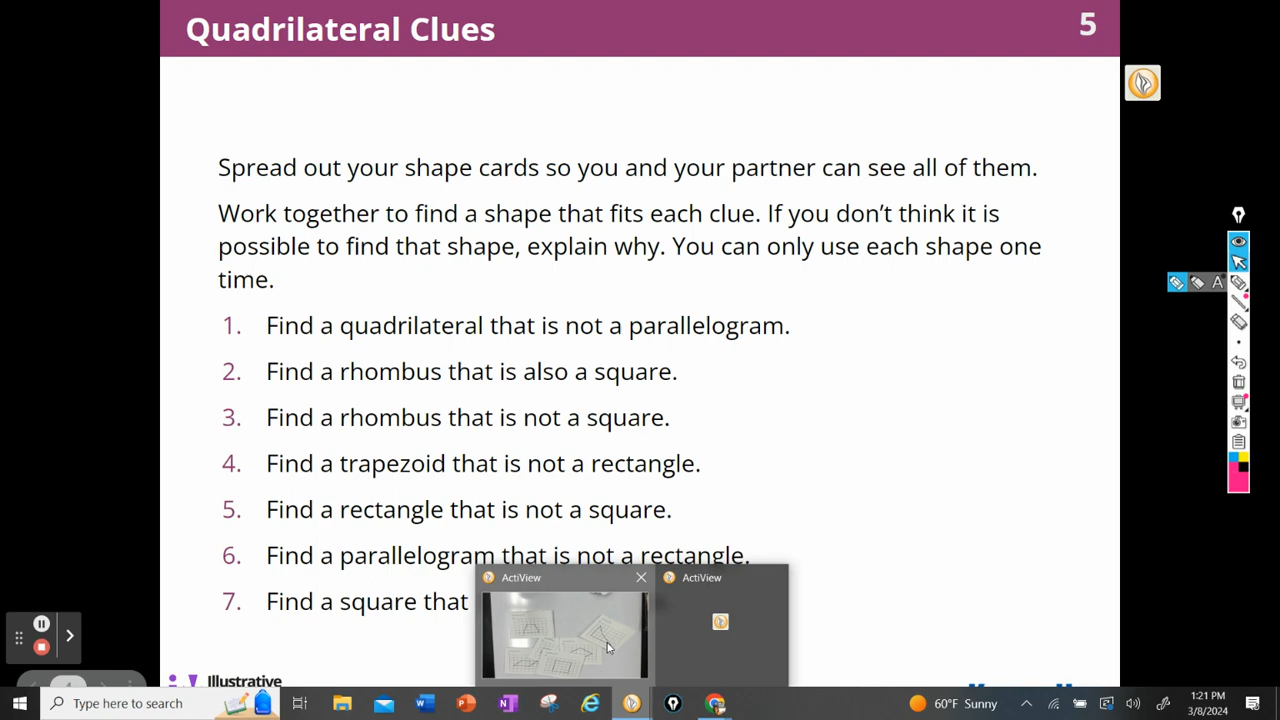 Quadrilateral Clues
5
Spread out your shape cards so you and your partner can see all of them.
Work together to find a shape that fits each clue. If you don’t think it is
possible to find that shape, explain why. You can only use each shape one
time.
1. Find a quadrilateral that is not a parallelogram.
2. Find a rhombus that is also a square.
3. Find a rhombus that is not a square.
4. Find a trapezoid that is not a rectangle.
5. Find a rectangle that is not a square.
6. Find a parallelogram that is not a rectangle.
7. Find a square that
ActiView
ActiView
A
Illustrative
Type here to search
60°F Sunny
1:21 PM
3/8/2024